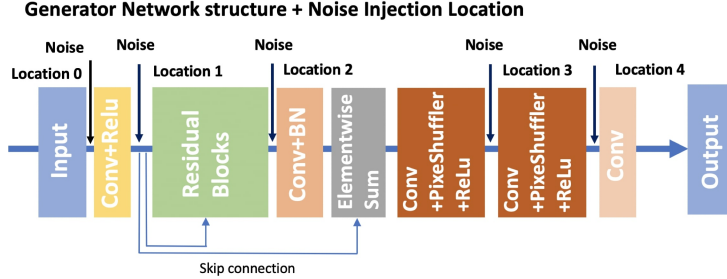 Generator Network structure + Noise Injection Location
Noise
Noise
Noise
Noise
Noise
Location 0
Location 1
Location 2
Location 3
Location 4
Input
Conv+Relu
Residual
Blocks
Conv+BN
Elementwise
Sum
Conv
+PixeShuffler
+ReLu
Conv
+PixeShuffler
+ReLu
Conv
Output
Skip connection